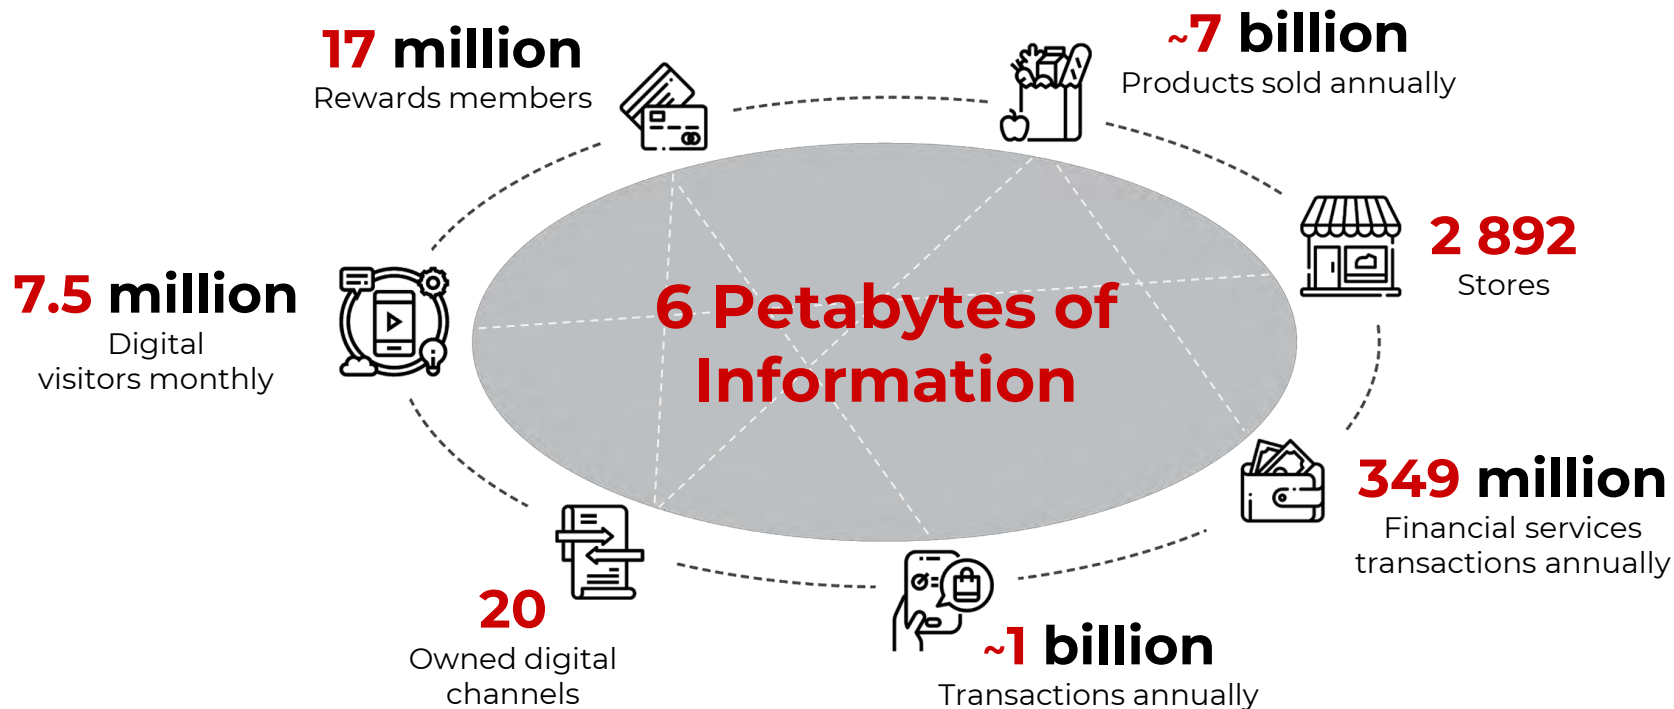 17 million
Rewards members
~7 billion
Products sold annually
2 892
Stores
7.5 million
Digital
visitors monthly
6 Petabytes of
Information
349 million
Financial services
transactions annually
20
Owned digital
channels
~1 billion
Transactions annually